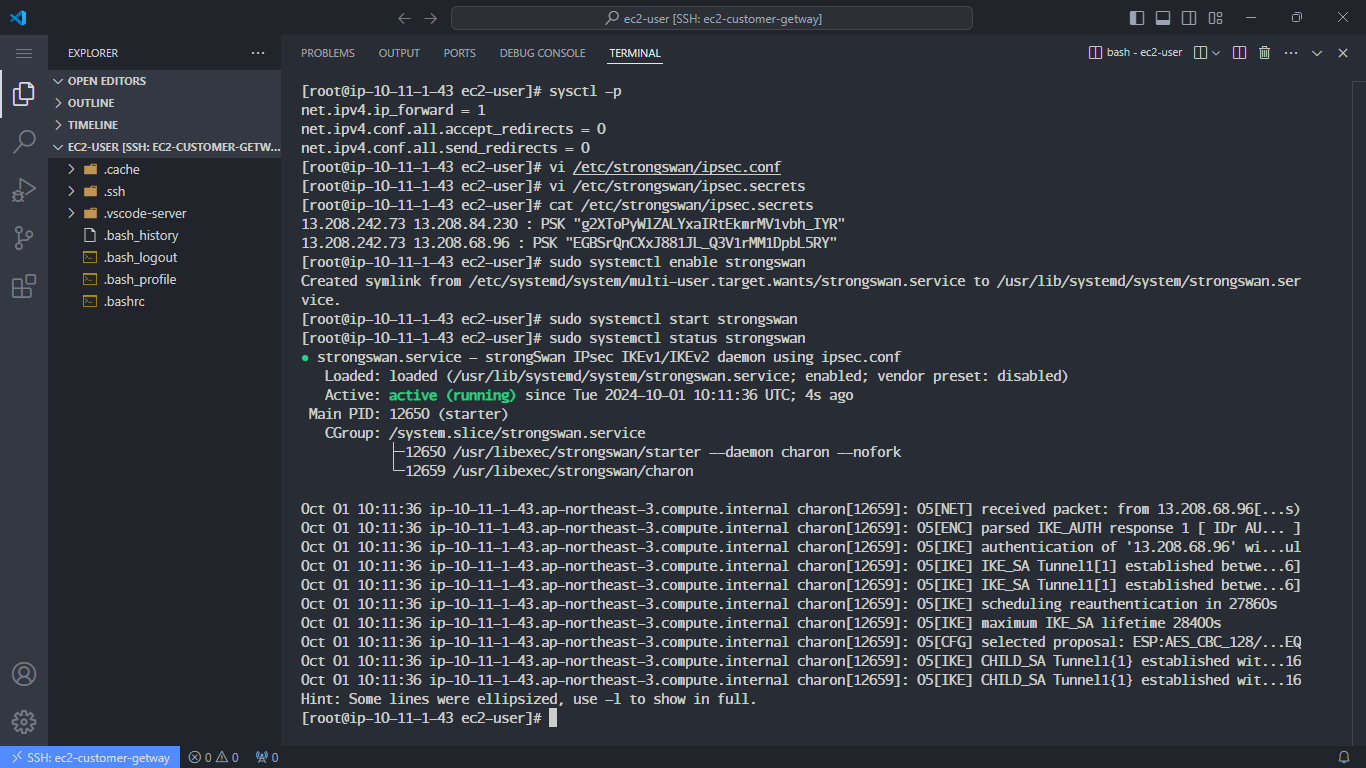 ec2-user [SSH: ec2-customer-getway]
EXPLORER
OPEN EDITORS
OUTLINE
TIMELINE
EC2-USER [SSH: EC2-CUSTOMER-GETW...
.cache
.ssh
.vscode-server
.bash_history
.bash_logout
.bash_profile
.bashrc
PROBLEMS OUTPUT PORTS DEBUG CONSOLE TERMINAL
bash - ec2-user
[root@ip-10-11-1-43 ec2-user]# sysctl -p
net.ipv4.ip_forward = 1
net.ipv4.conf.all.accept_redirects = 0
net.ipv4.conf.all.send_redirects = 0
[root@ip-10-11-1-43 ec2-user]# vi /etc/strongswan/ipsec.conf
[root@ip-10-11-1-43 ec2-user]# vi /etc/strongswan/ipsec.secrets
[root@ip-10-11-1-43 ec2-user]# cat /etc/strongswan/ipsec.secrets
13.208.242.73 13.208.84.230 : PSK "g2XToPyWlZALYxaIRtEkmrMV1vbh_IYR"
13.208.242.73 13.208.68.96 : PSK "EGBSrQnCXxJ881JL_Q3V1rMM1DpbL5RY"
[root@ip-10-11-1-43 ec2-user]# sudo systemctl enable strongswan
Created symlink from /etc/systemd/system/multi-user.target.wants/strongswan.service to /usr/lib/systemd/system/strongswan.ser
vice.
[root@ip-10-11-1-43 ec2-user]# sudo systemctl start strongswan
[root@ip-10-11-1-43 ec2-user]# sudo systemctl status strongswan
● strongswan.service - strongSwan IPsec IKEv1/IKEv2 daemon using ipsec.conf
Loaded: loaded (/usr/lib/systemd/system/strongswan.service; enabled; vendor preset: disabled)
Active: active (running) since Tue 2024-10-01 10:11:36 UTC; 4s ago
Main PID: 12650 (starter)
CGroup: /system.slice/strongswan.service
├─12650 /usr/libexec/strongswan/starter --daemon charon --nofork
└─12659 /usr/libexec/strongswan/charon
Oct 01 10:11:36 ip-10-11-1-43.ap-northeast-3.compute.internal charon[12659]: 05[NET] received packet: from 13.208.68.96[...s)
Oct 01 10:11:36 ip-10-11-1-43.ap-northeast-3.compute.internal charon[12659]: 05[ENC] parsed IKE_AUTH response 1 [ IDr AU... ]
Oct 01 10:11:36 ip-10-11-1-43.ap-northeast-3.compute.internal charon[12659]: 05[IKE] authentication of '13.208.68.96' wi...ul
Oct 01 10:11:36 ip-10-11-1-43.ap-northeast-3.compute.internal charon[12659]: 05[IKE] IKE_SA Tunnel1[1] established betwe...6]
Oct 01 10:11:36 ip-10-11-1-43.ap-northeast-3.compute.internal charon[12659]: 05[IKE] IKE_SA Tunnel1[1] established betwe...6]
Oct 01 10:11:36 ip-10-11-1-43.ap-northeast-3.compute.internal charon[12659]: 05[IKE] scheduling reauthentication in 27860s
Oct 01 10:11:36 ip-10-11-1-43.ap-northeast-3.compute.internal charon[12659]: 05[IKE] maximum IKE_SA lifetime 28400s
Oct 01 10:11:36 ip-10-11-1-43.ap-northeast-3.compute.internal charon[12659]: 05[CFG] selected proposal: ESP:AES_CBC_128/...EQ
Oct 01 10:11:36 ip-10-11-1-43.ap-northeast-3.compute.internal charon[12659]: 05[IKE] CHILD_SA Tunnel1{1} established wit...16
Oct 01 10:11:36 ip-10-11-1-43.ap-northeast-3.compute.internal charon[12659]: 05[IKE] CHILD_SA Tunnel1{1} established wit...16
Hint: Some lines were ellipsized, use -l to show in full.
[root@ip-10-11-1-43 ec2-user]#
SSH: ec2-customer-getway 0 0 0